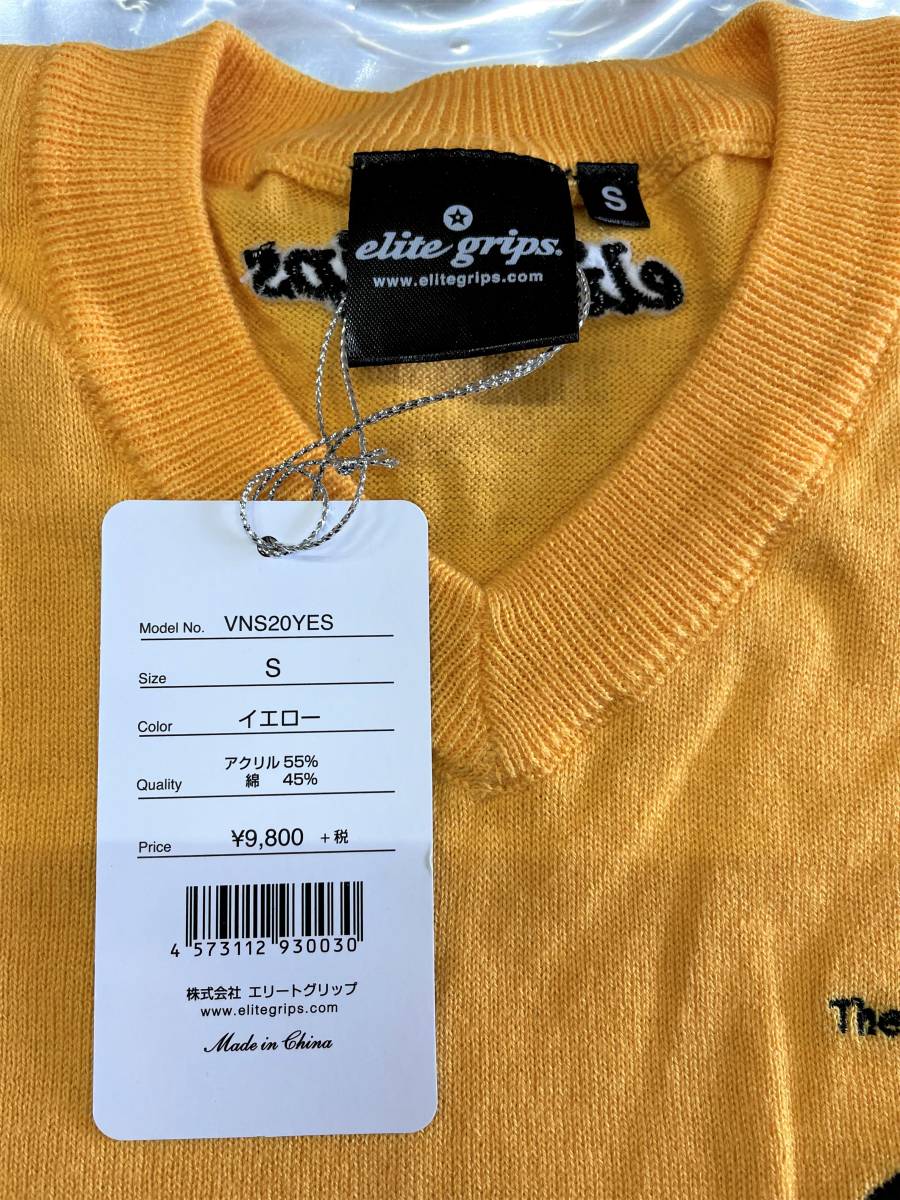 elite grips.
www.elitegrips.com
S
Model No. VNS20YES
Size S
Color イエロー
Quality アクリル 55%
綿 45%
Price ¥9,800 +税
4 573112 930030
株式会社 エリートグリップ
www.elitegrips.com
Made in China
The